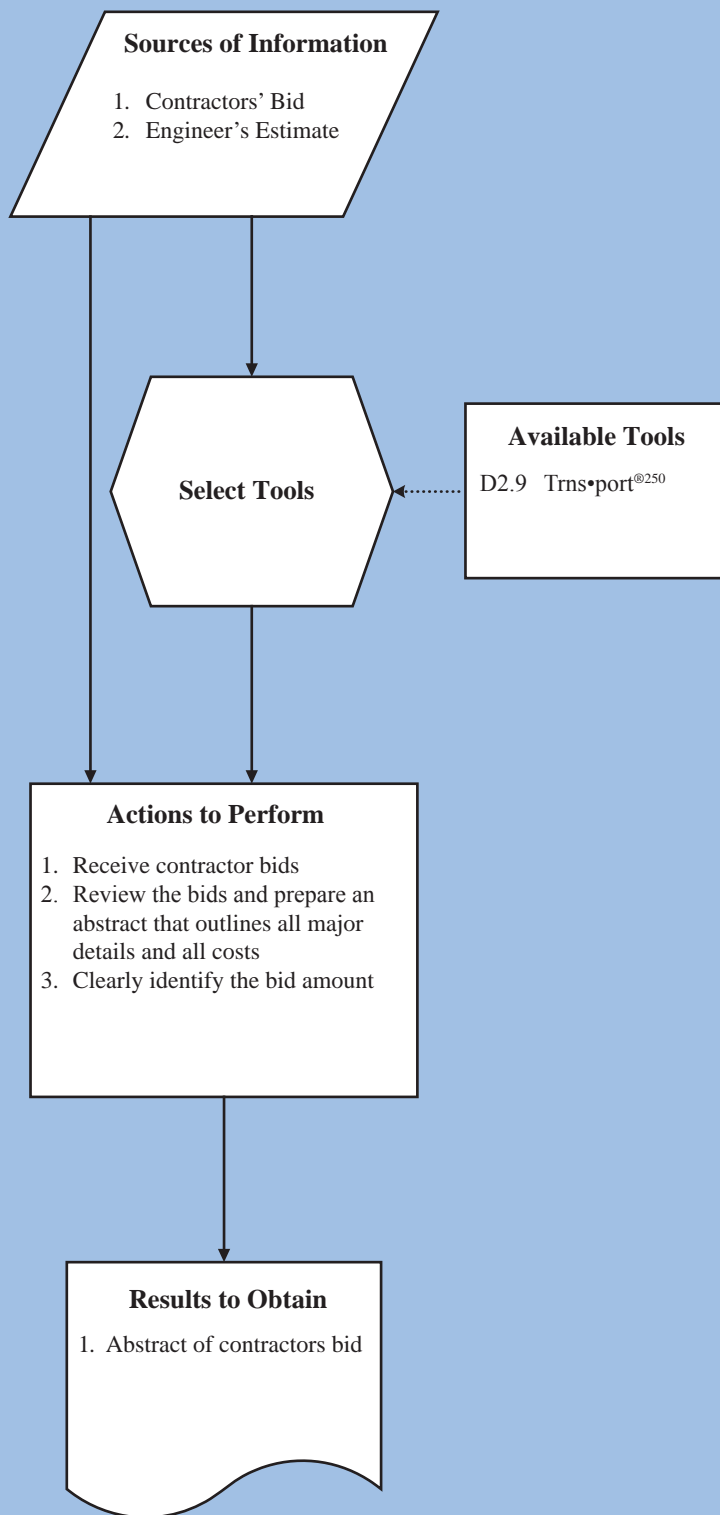 Sources of Information
1. Contractors’ Bid
2. Engineer’s Estimate
Select Tools
Available Tools
D2.9 Trns•port®250
Actions to Perform
1. Receive contractor bids
2. Review the bids and prepare an
abstract that outlines all major
details and all costs
3. Clearly identify the bid amount
Results to Obtain
1. Abstract of contractors bid